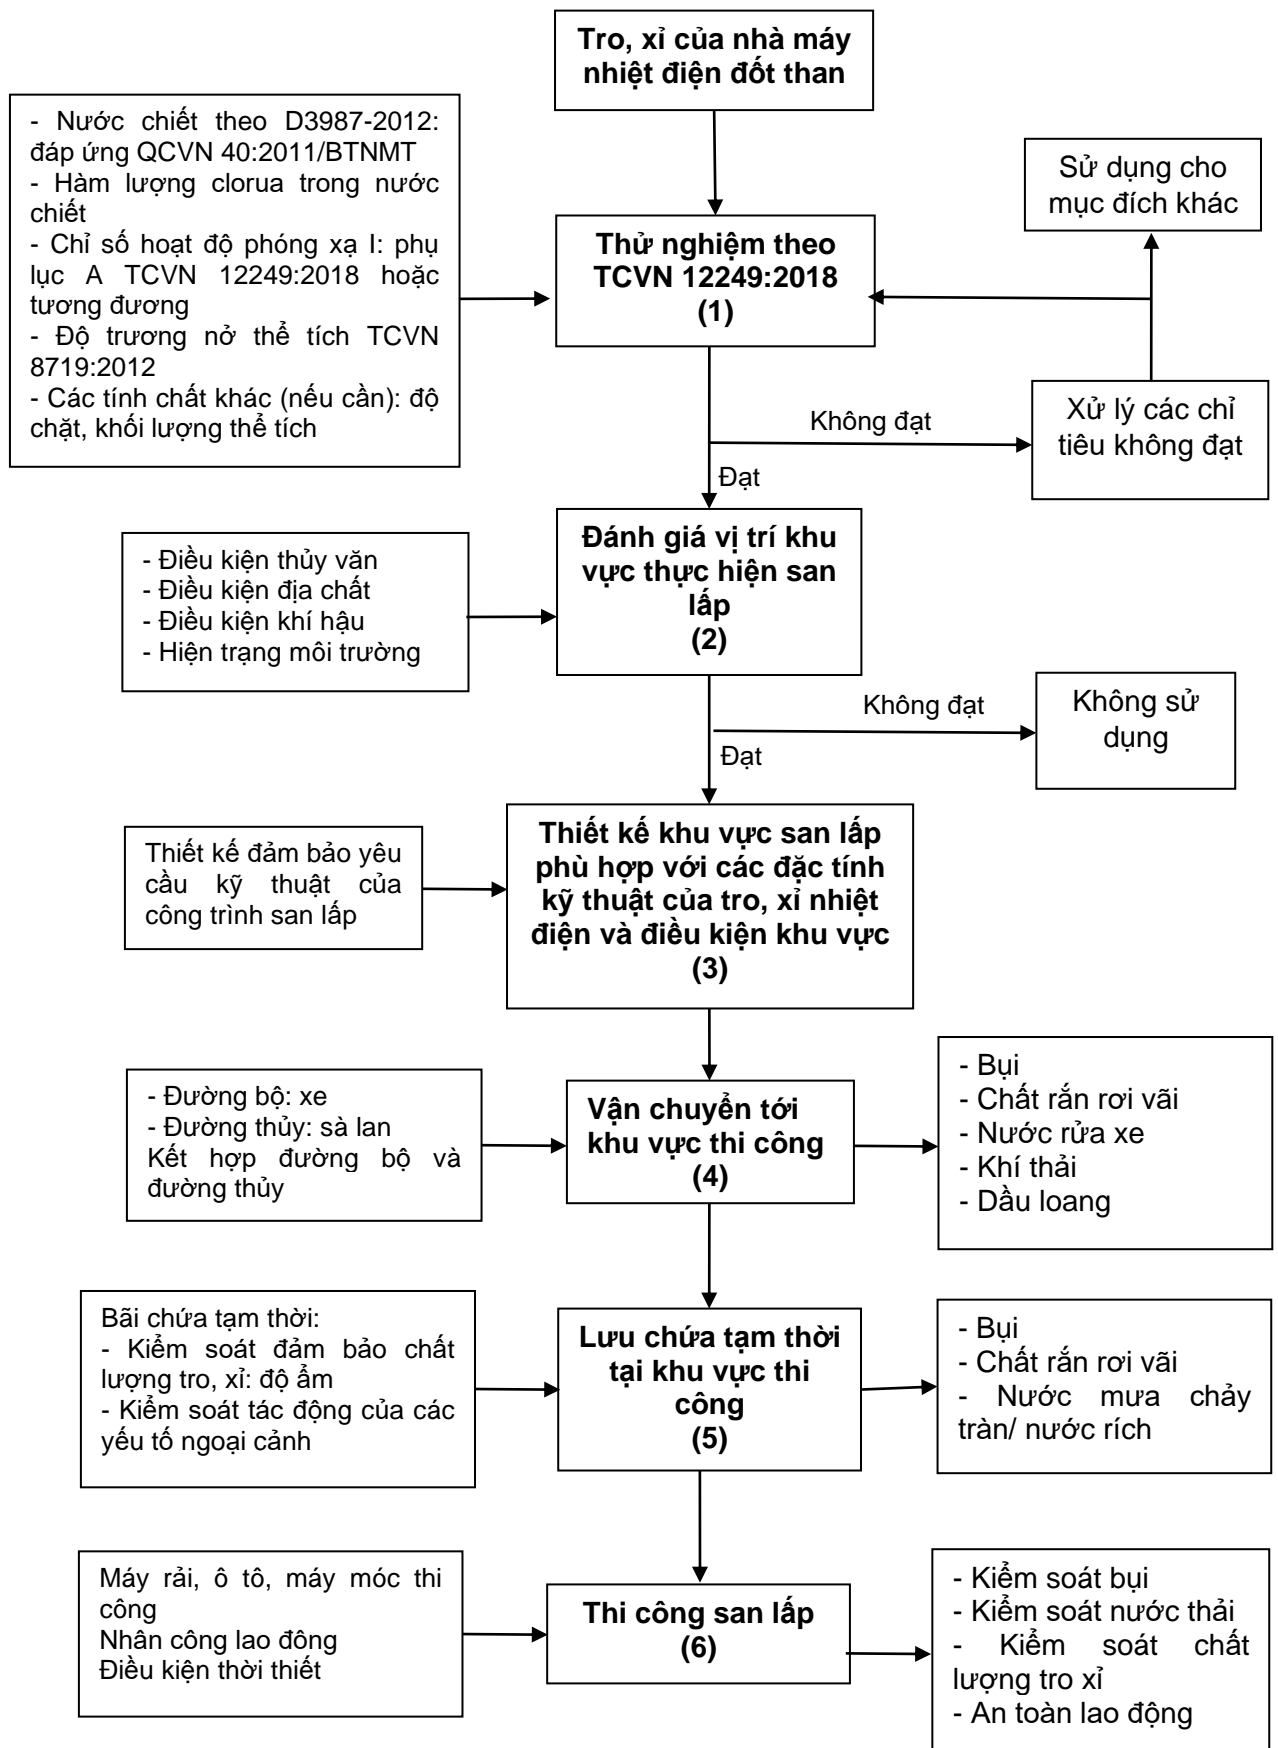 Tro, xỉ của nhà máy
nhiệt điện đốt than
- Nước chiết theo D3987-2012:
đáp ứng QCVN 40:2011/BTNMT
- Hàm lượng clorua trong nước
chiết
- Chỉ số hoạt độ phóng xạ I: phụ
lục A TCVN 12249:2018 hoặc
tương đương
- Độ trương nở thể tích TCVN
8719:2012
- Các tính chất khác (nếu cần): độ
chặt, khối lượng thể tích
Sử dụng cho
mục đích khác
Thử nghiệm theo
TCVN 12249:2018
(1)
Không đạt
Xử lý các chỉ
tiêu không đạt
Đạt
- Điều kiện thủy văn
- Điều kiện địa chất
- Điều kiện khí hậu
- Hiện trạng môi trường
Đánh giá vị trí khu
vực thực hiện san
lấp
(2)
Không đạt
Không sử
dụng
Đạt
Thiết kế đảm bảo yêu
cầu kỹ thuật của
công trình san lấp
Thiết kế khu vực san lấp
phù hợp với các đặc tính
kỹ thuật của tro, xỉ nhiệt
điện và điều kiện khu vực
(3)
- Đường bộ: xe
- Đường thủy: sà lan
Kết hợp đường bộ và
đường thủy
Vận chuyển tới
khu vực thi công
(4)
- Bụi
- Chất rắn rơi vãi
- Nước rửa xe
- Khí thải
- Dầu loang
Bãi chứa tạm thời:
- Kiểm soát đảm bảo chất
lượng tro, xỉ: độ ẩm
- Kiểm soát tác động của các
yếu tố ngoại cảnh
Lưu chứa tạm thời
tại khu vực thi
công
(5)
- Bụi
- Chất rắn rơi vãi
- Nước mưa chảy
tràn/ nước rích
Máy rải, ô tô, máy móc thi
công
Nhân công lao đông
Điều kiện thời thiết
Thi công san lấp
(6)
- Kiểm soát bụi
- Kiểm soát nước thải
- Kiểm soát chất
lượng tro xỉ
- An toàn lao động